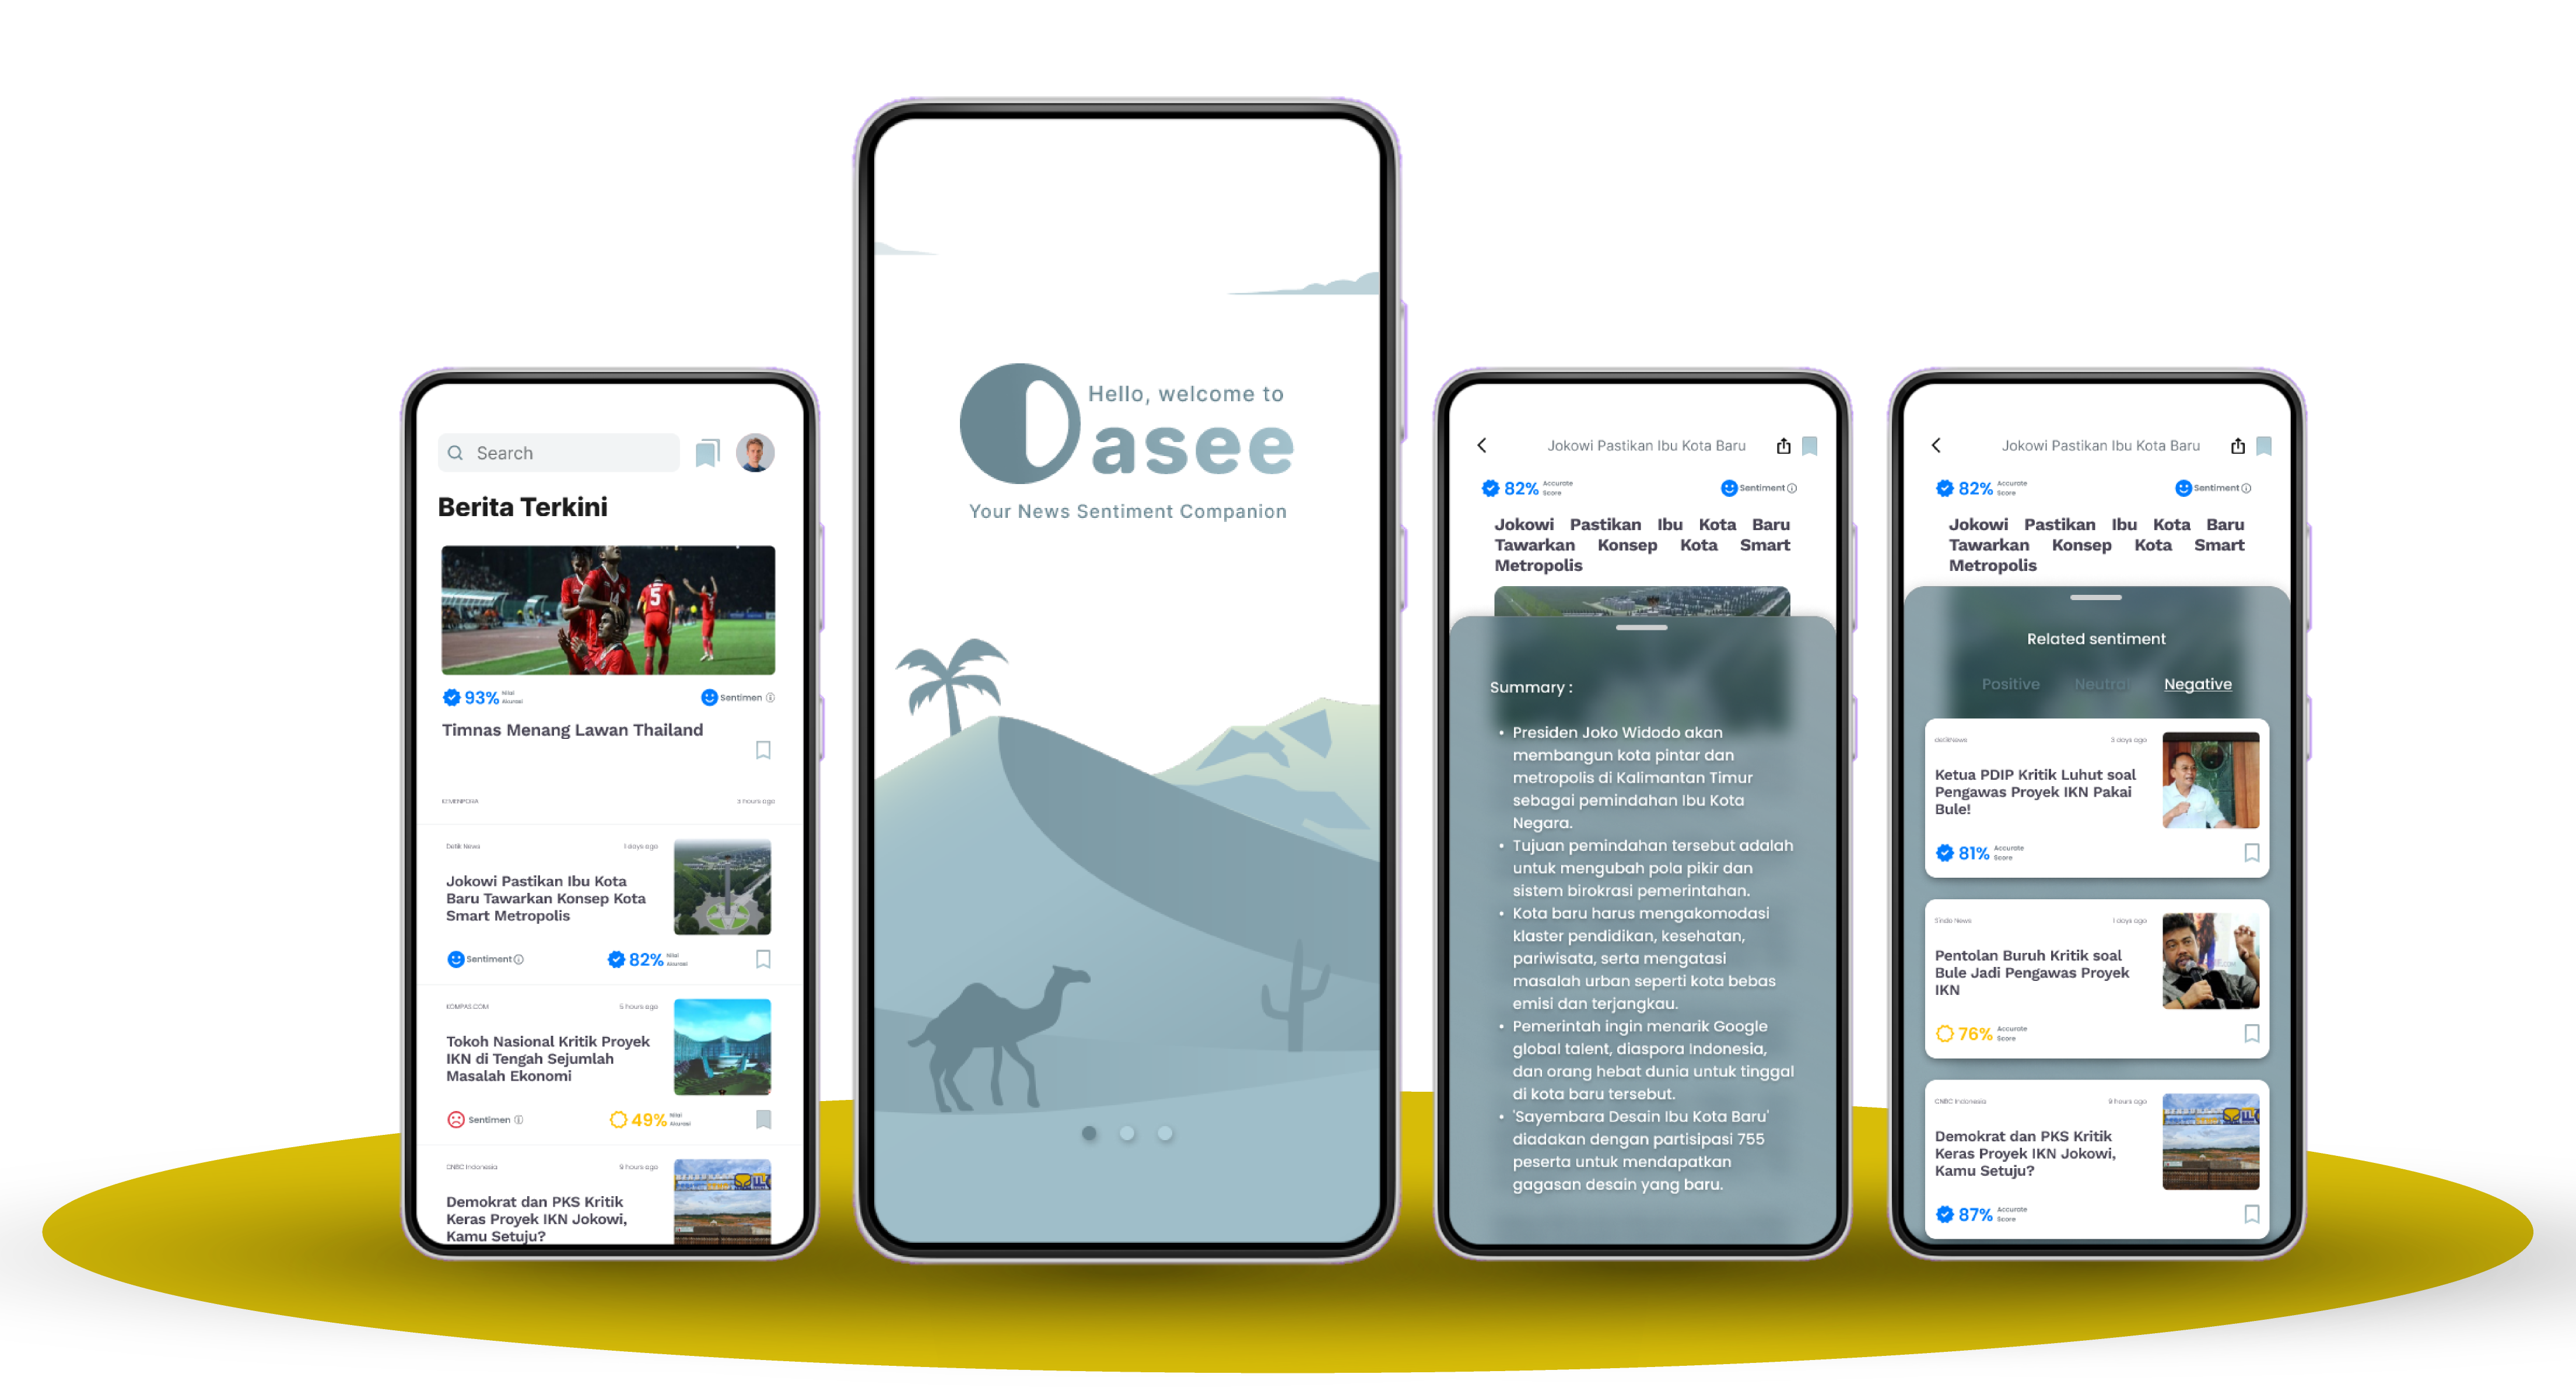 Search
Berita Terkini
93%
Nilai
Akurasi
Sentimen
Timnas Menang Lawan Thailand
KEMENPORA
3 hours ago
Detik News
1 days ago
Jokowi Pastikan Ibu Kota
Baru Tawarkan Konsep Kota
Smart Metropolis
Sentiment
82%
Nilai
Akurasi
KOMPAS.COM
5 hours ago
Tokoh Nasional Kritik Proyek
IKN di Tengah Sejumlah
Masalah Ekonomi
Sentimen
49%
Nilai
Akurasi
CNBC Indonesia
9 hours ago
Demokrat dan PKS Kritik
Keras Proyek IKN Jokowi,
Kamu Setuju?
Hello, welcome to
Oasee
Your News Sentiment Companion
Jokowi Pastikan Ibu Kota Baru
82%
Accurate
Score
Sentiment
Jokowi Pastikan Ibu Kota Baru
Tawarkan Konsep Kota Smart
Metropolis
Summary :
• Presiden Joko Widodo akan
membangun kota pintar dan
metropolis di Kalimantan Timur
sebagai pemindahan Ibu Kota
Negara.
• Tujuan pemindahan tersebut adalah
untuk mengubah pola pikir dan
sistem birokrasi pemerintahan.
• Kota baru harus mengakomodasi
klaster pendidikan, kesehatan,
pariwisata, serta mengatasi
masalah urban seperti kota bebas
emisi dan terjangkau.
• Pemerintah ingin menarik Google
global talent, diaspora Indonesia,
dan orang hebat dunia untuk tinggal
di kota baru tersebut.
• 'Sayembara Desain Ibu Kota Baru'
diadakan dengan partisipasi 755
peserta untuk mendapatkan
gagasan desain yang baru.
Jokowi Pastikan Ibu Kota Baru
82%
Accurate
Score
Sentiment
Jokowi Pastikan Ibu Kota Baru
Tawarkan Konsep Kota Smart
Metropolis
Related sentiment
Positive Neutral Negative
detikNews
3 days ago
Ketua PDIP Kritik Luhut soal
Pengawas Proyek IKN Pakai
Bule!
81%
Accurate
Score
Sindo News
1 days ago
Pentolan Buruh Kritik soal
Bule Jadi Pengawas Proyek
IKN
76%
Accurate
Score
CNBC Indonesia
9 hours ago
Demokrat dan PKS Kritik
Keras Proyek IKN Jokowi,
Kamu Setuju?
87%
Accurate
Score